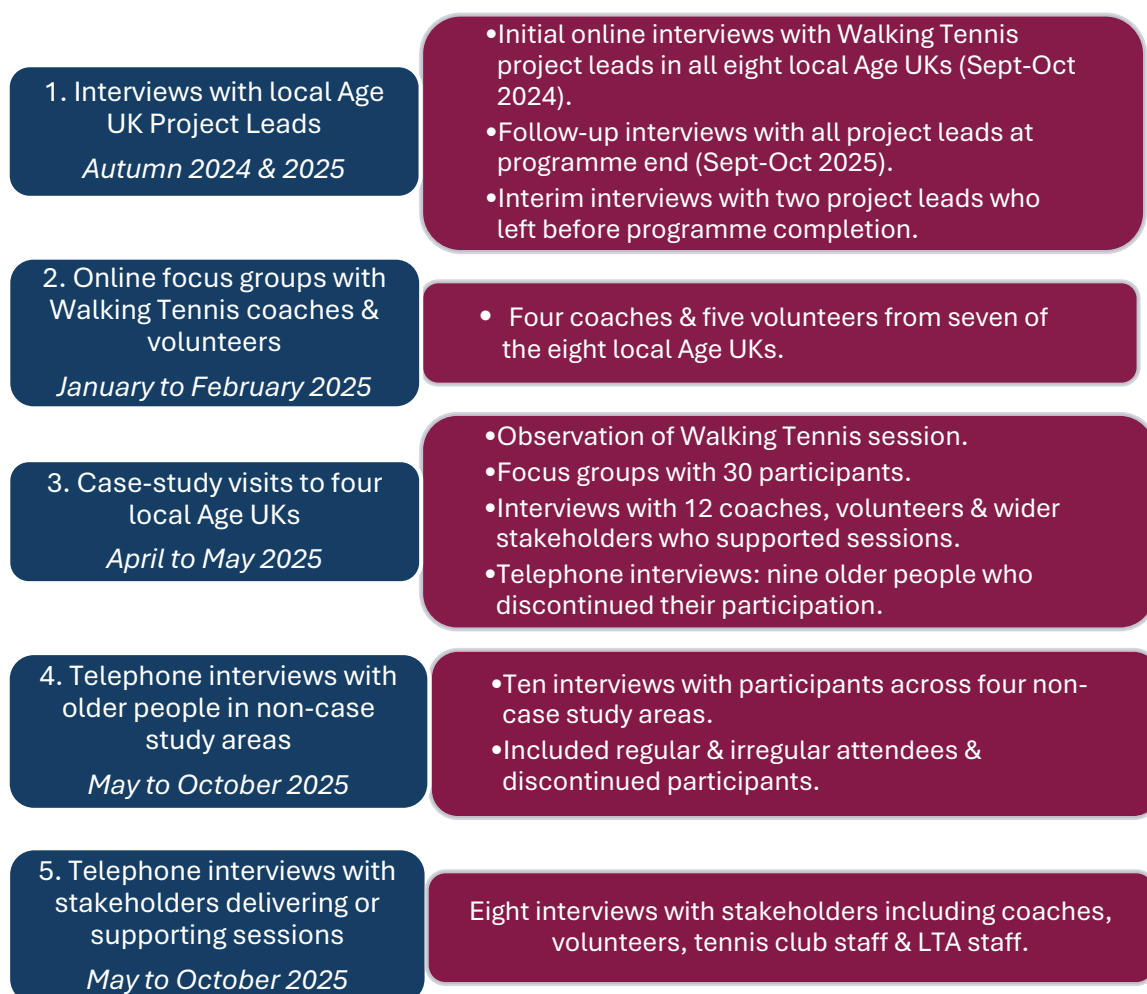 1. Interviews with local Age
UK Project Leads
Autumn 2024 & 2025
•Initial online interviews with Walking Tennis
project leads in all eight local Age UKs (Sept-Oct
2024).
•Follow-up interviews with all project leads at
programme end (Sept-Oct 2025).
•Interim interviews with two project leads who
left before programme completion.
2. Online focus groups with
Walking Tennis coaches &
volunteers
January to February 2025
• Four coaches & five volunteers from seven of
the eight local Age UKs.
3. Case-study visits to four
local Age UKs
April to May 2025
•Observation of Walking Tennis session.
•Focus groups with 30 participants.
•Interviews with 12 coaches, volunteers & wider
stakeholders who supported sessions.
•Telephone interviews: nine older people who
discontinued their participation.
4. Telephone interviews with
older people in non-case
study areas
May to October 2025
•Ten interviews with participants across four non-
case study areas.
•Included regular & irregular attendees &
discontinued participants.
5. Telephone interviews with
stakeholders delivering or
supporting sessions
May to October 2025
Eight interviews with stakeholders including coaches,
volunteers, tennis club staff & LTA staff.